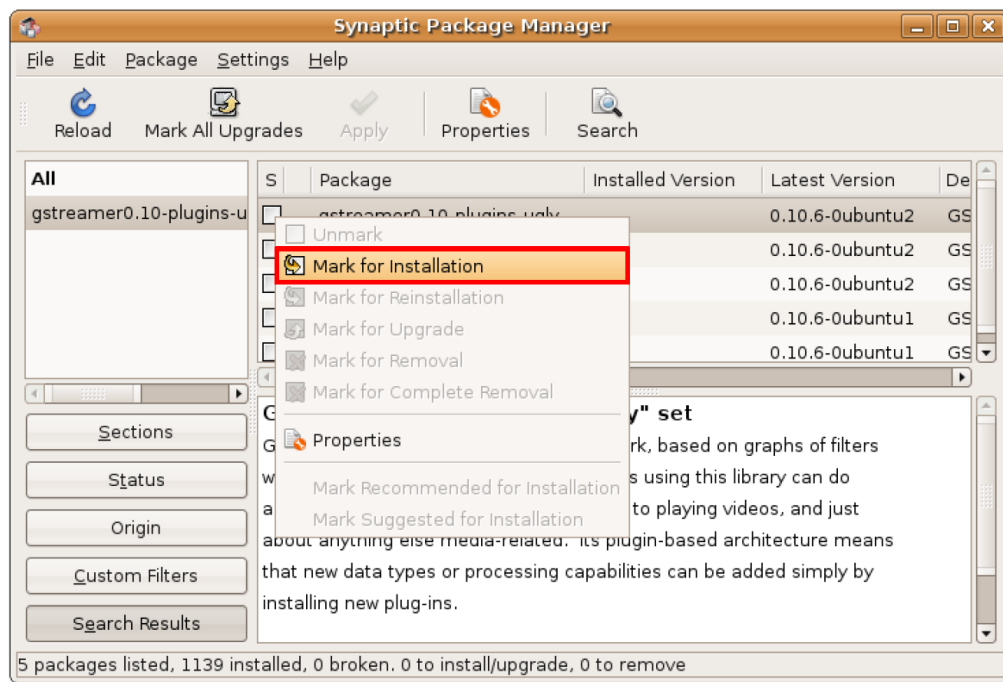 Synaptic Package Manager
File Edit Package Settings Help
Reload Mark All Upgrades Apply Properties Search
All
gstreamer0.10-plugins-u
S Package Installed Version Latest Version De
gstreamer0.10-plugins-ugly 0.10.6-0ubuntu2 GS
0.10.6-0ubuntu2 GS
0.10.6-0ubuntu2 GS
0.10.6-0ubuntu1 GS
0.10.6-0ubuntu1 GS
Unmark
Mark for Installation
Mark for Reinstallation
Mark for Upgrade
Mark for Removal
Mark for Complete Removal
Properties
Mark Recommended for Installation
Mark Suggested for Installation
Sections
Status
Origin
Custom Filters
Search Results
G y" set
G rk, based on graphs of filters
w s using this library can do
a to playing videos, and just
about anything else media-related. Its plugin-based architecture means
that new data types or processing capabilities can be added simply by
installing new plug-ins.
5 packages listed, 1139 installed, 0 broken. 0 to install/upgrade, 0 to remove